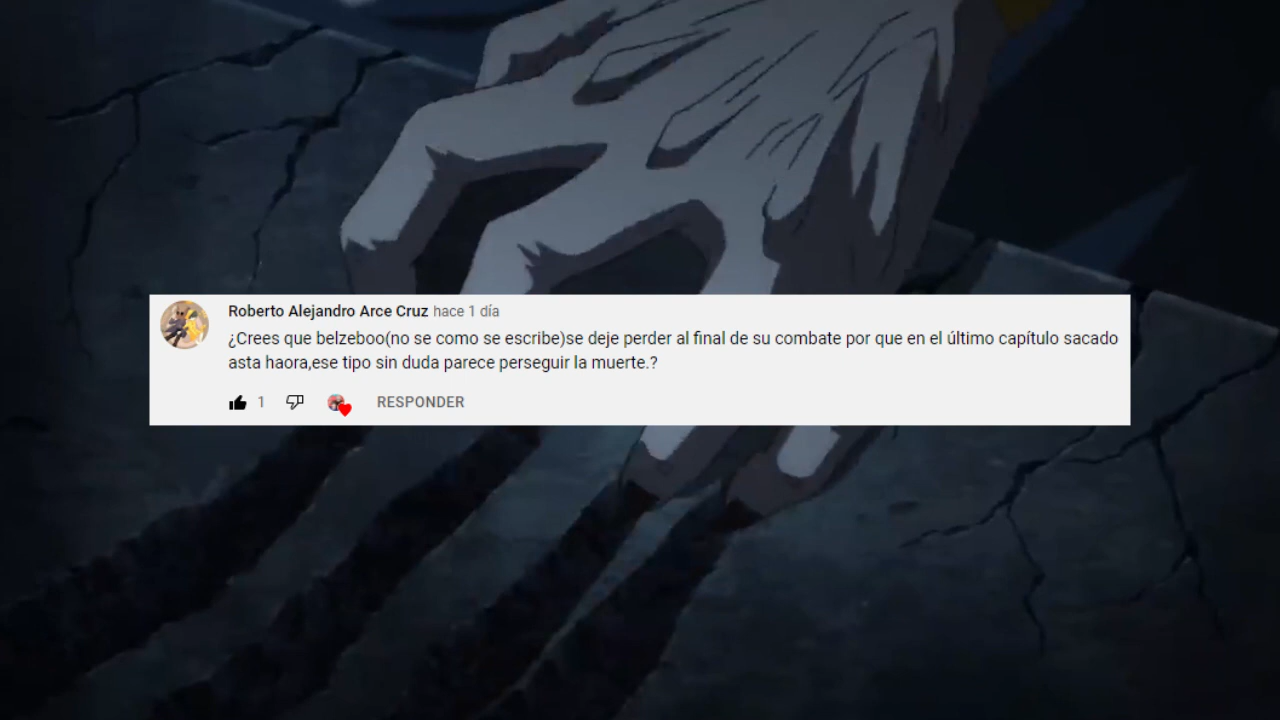 Roberto Alejandro Arce Cruz hace 1 día
¿Crees que belzeboo(no se como se escribe)se deje perder al final de su combate por que en el último capítulo sacado
asta haora,ese tipo sin duda parece perseguir la muerte.?
1 RESPONDER